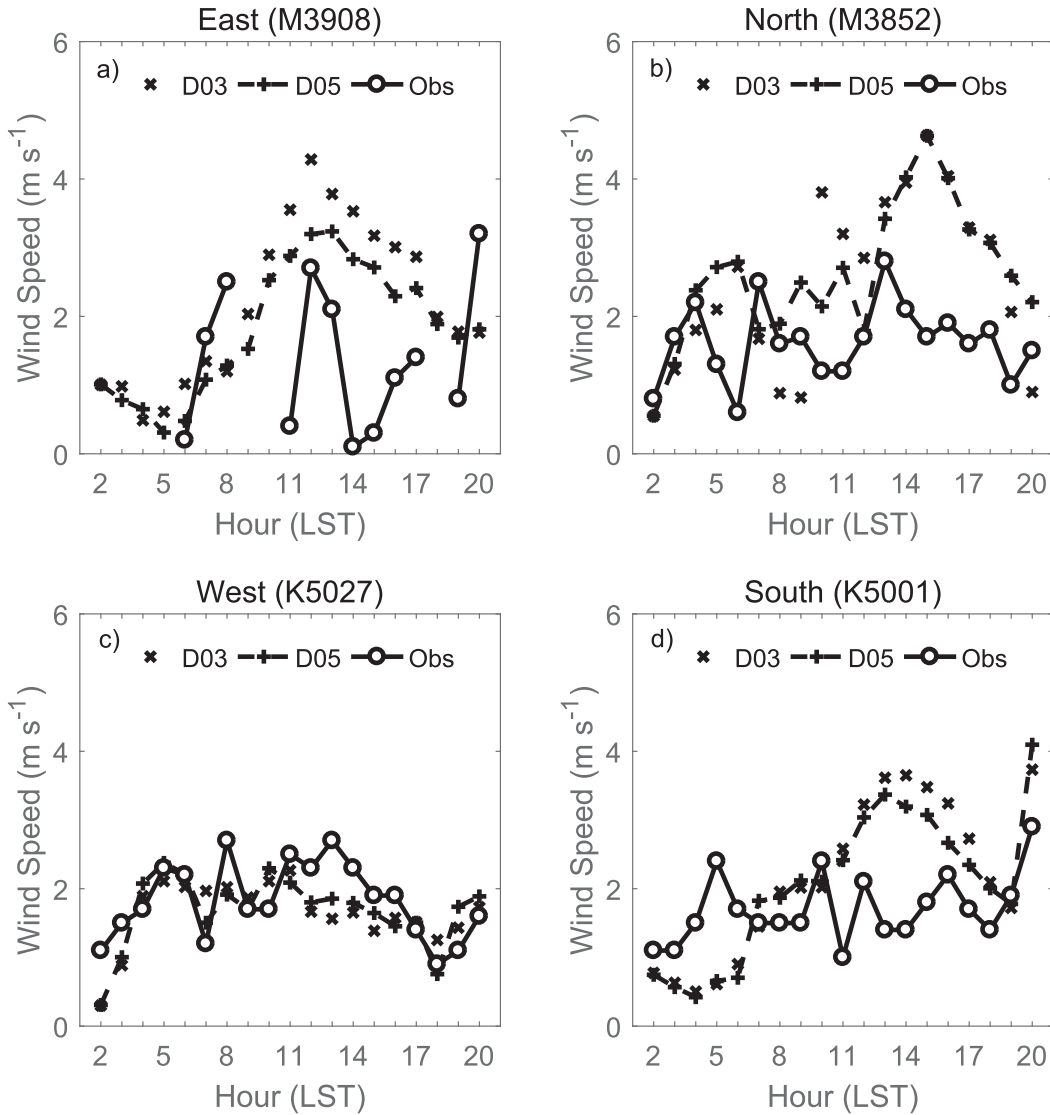 East (M3908)
a)
D03 D05 Obs
Wind Speed (m s-1)
6
4
2
0
2 5 8 11 14 17 20
Hour (LST)
North (M3852)
b)
D03 D05 Obs
Wind Speed (m s-1)
6
4
2
0
2 5 8 11 14 17 20
Hour (LST)
West (K5027)
c)
D03 D05 Obs
Wind Speed (m s-1)
6
4
2
0
2 5 8 11 14 17 20
Hour (LST)
South (K5001)
d)
D03 D05 Obs
Wind Speed (m s-1)
6
4
2
0
2 5 8 11 14 17 20
Hour (LST)